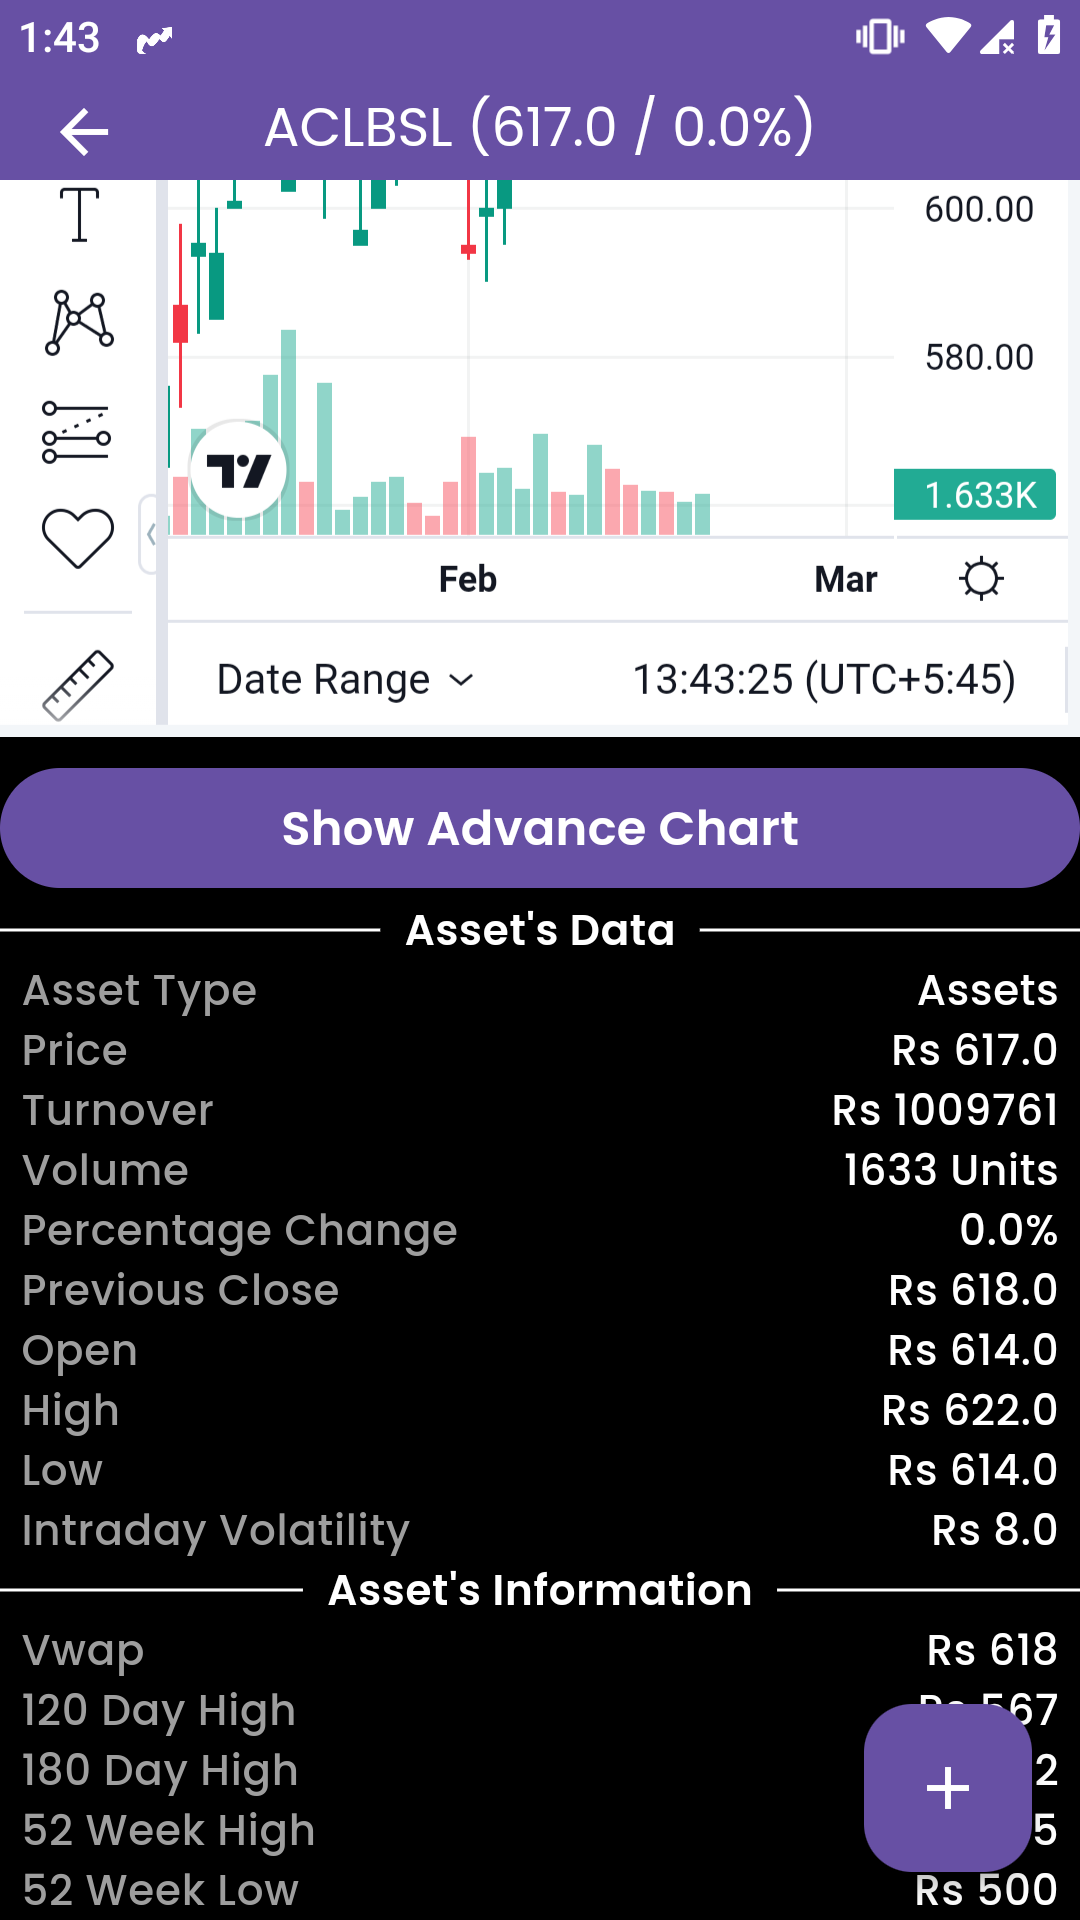 1:43
ACLBSL (617.0 / 0.0%)
600.00
580.00
1.633K
Feb Mar
Date Range 13:43:25 (UTC+5:45)
Show Advance Chart
Asset's Data
Asset Type Assets
Price Rs 617.0
Turnover Rs 1009761
Volume 1633 Units
Percentage Change 0.0%
Previous Close Rs 618.0
Open Rs 614.0
High Rs 622.0
Low Rs 614.0
Intraday Volatility Rs 8.0
Asset's Information
Vwap Rs 618
120 Day High Rs 567
180 Day High 2
52 Week High 5
52 Week Low Rs 500